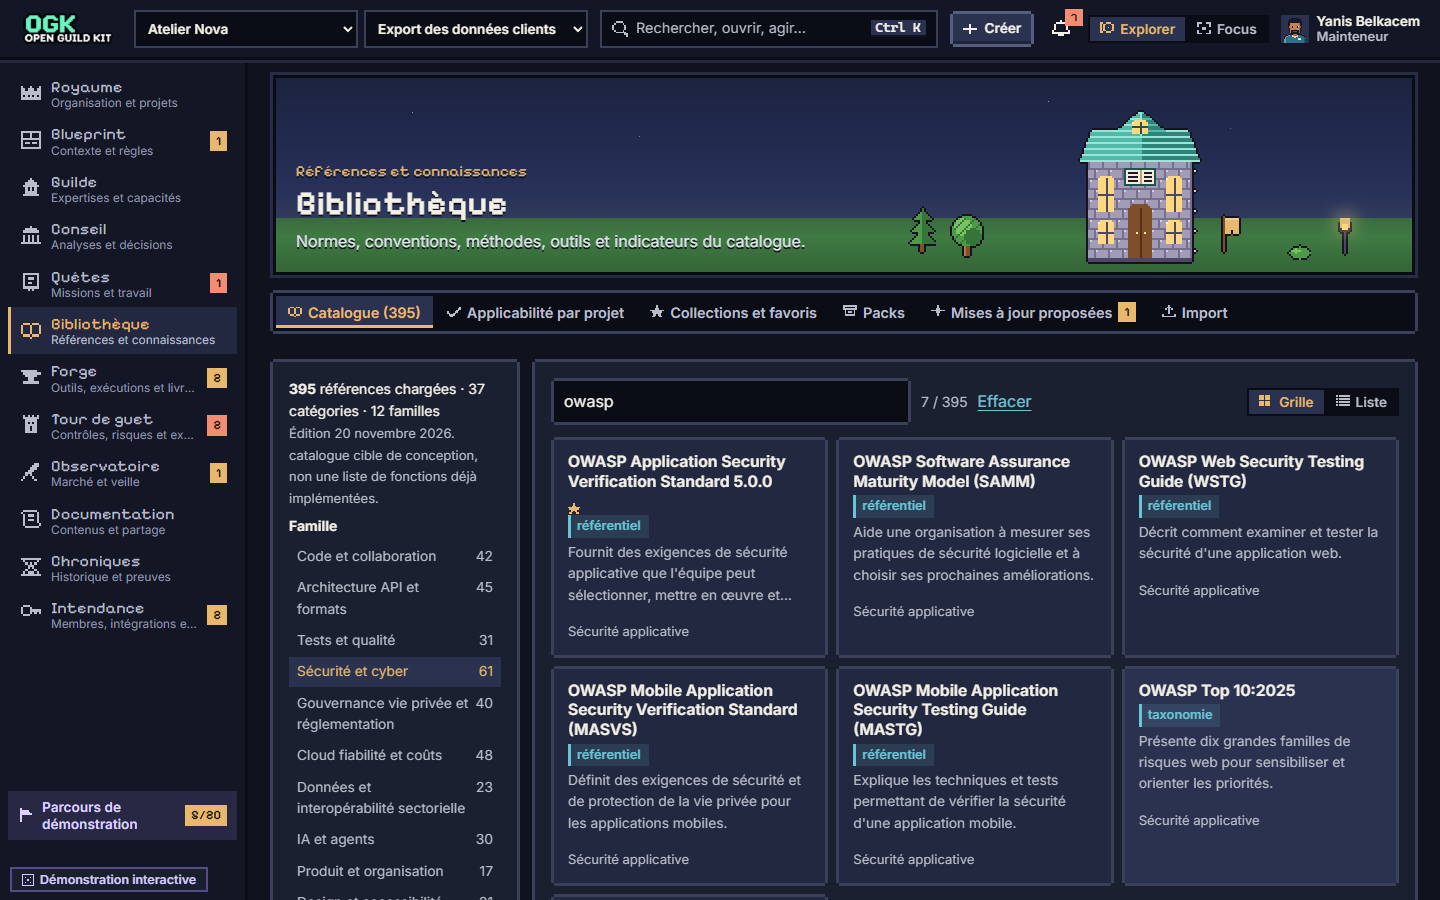 OGK
OPEN GUILD KIT
Atelier Nova
Export des données clients
Rechercher, ouvrir, agir...
Ctrl K
Créer
Explorer
Focus
Yanis Belkacem
Mainteneur
Royaume
Organisation et projets
Blueprint
Contexte et règles
1
Guilde
Expertises et capacités
Conseil
Analyses et décisions
Quêtes
Missions et travail
1
Bibliothèque
Références et connaissances
Forge
Outils, exécutions et livr...
8
Tour de guet
Contrôles, risques et ex...
8
Observatoire
Marché et veille
1
Documentation
Contenus et partage
Chroniques
Historique et preuves
Intendance
Membres, intégrations e...
8
Parcours de
démonstration
8/80
Démonstration interactive
Références et connaissances
Bibliothèque
Normes, conventions, méthodes, outils et indicateurs du catalogue.
Catalogue (395)
Applicabilité par projet
Collections et favoris
Packs
Mises à jour proposées
1
Import
395 références chargées · 37
catégories · 12 familles
Édition 20 novembre 2026.
catalogue cible de conception,
non une liste de fonctions déjà
implémentées.
Famille
Code et collaboration 42
Architecture API et 45
formats
Tests et qualité 31
Sécurité et cyber 61
Gouvernance vie privée et 40
réglementation
Cloud fiabilité et coûts 48
Données et 23
interopérabilité sectorielle
IA et agents 30
Produit et organisation 17
owasp
7 / 395
Effacer
Grille
Liste
OWASP Application Security
Verification Standard 5.0.0
référentiel
Fournit des exigences de sécurité
applicative que l'équipe peut
sélectionner, mettre en œuvre et...
Sécurité applicative
OWASP Software Assurance
Maturity Model (SAMM)
référentiel
Aide une organisation à mesurer ses
pratiques de sécurité logicielle et à
choisir ses prochaines améliorations.
Sécurité applicative
OWASP Web Security Testing
Guide (WSTG)
référentiel
Décrit comment examiner et tester la
sécurité d'une application web.
Sécurité applicative
OWASP Mobile Application
Security Verification Standard
(MASVS)
référentiel
Définit des exigences de sécurité et
de protection de la vie privée pour
les applications mobiles.
Sécurité applicative
OWASP Mobile Application
Security Testing Guide
(MASTG)
référentiel
Explique les techniques et tests
permettant de vérifier la sécurité
d'une application mobile.
Sécurité applicative
OWASP Top 10:2025
taxonomie
Présente dix grandes familles de
risques web pour sensibiliser et
orienter les priorités.
Sécurité applicative